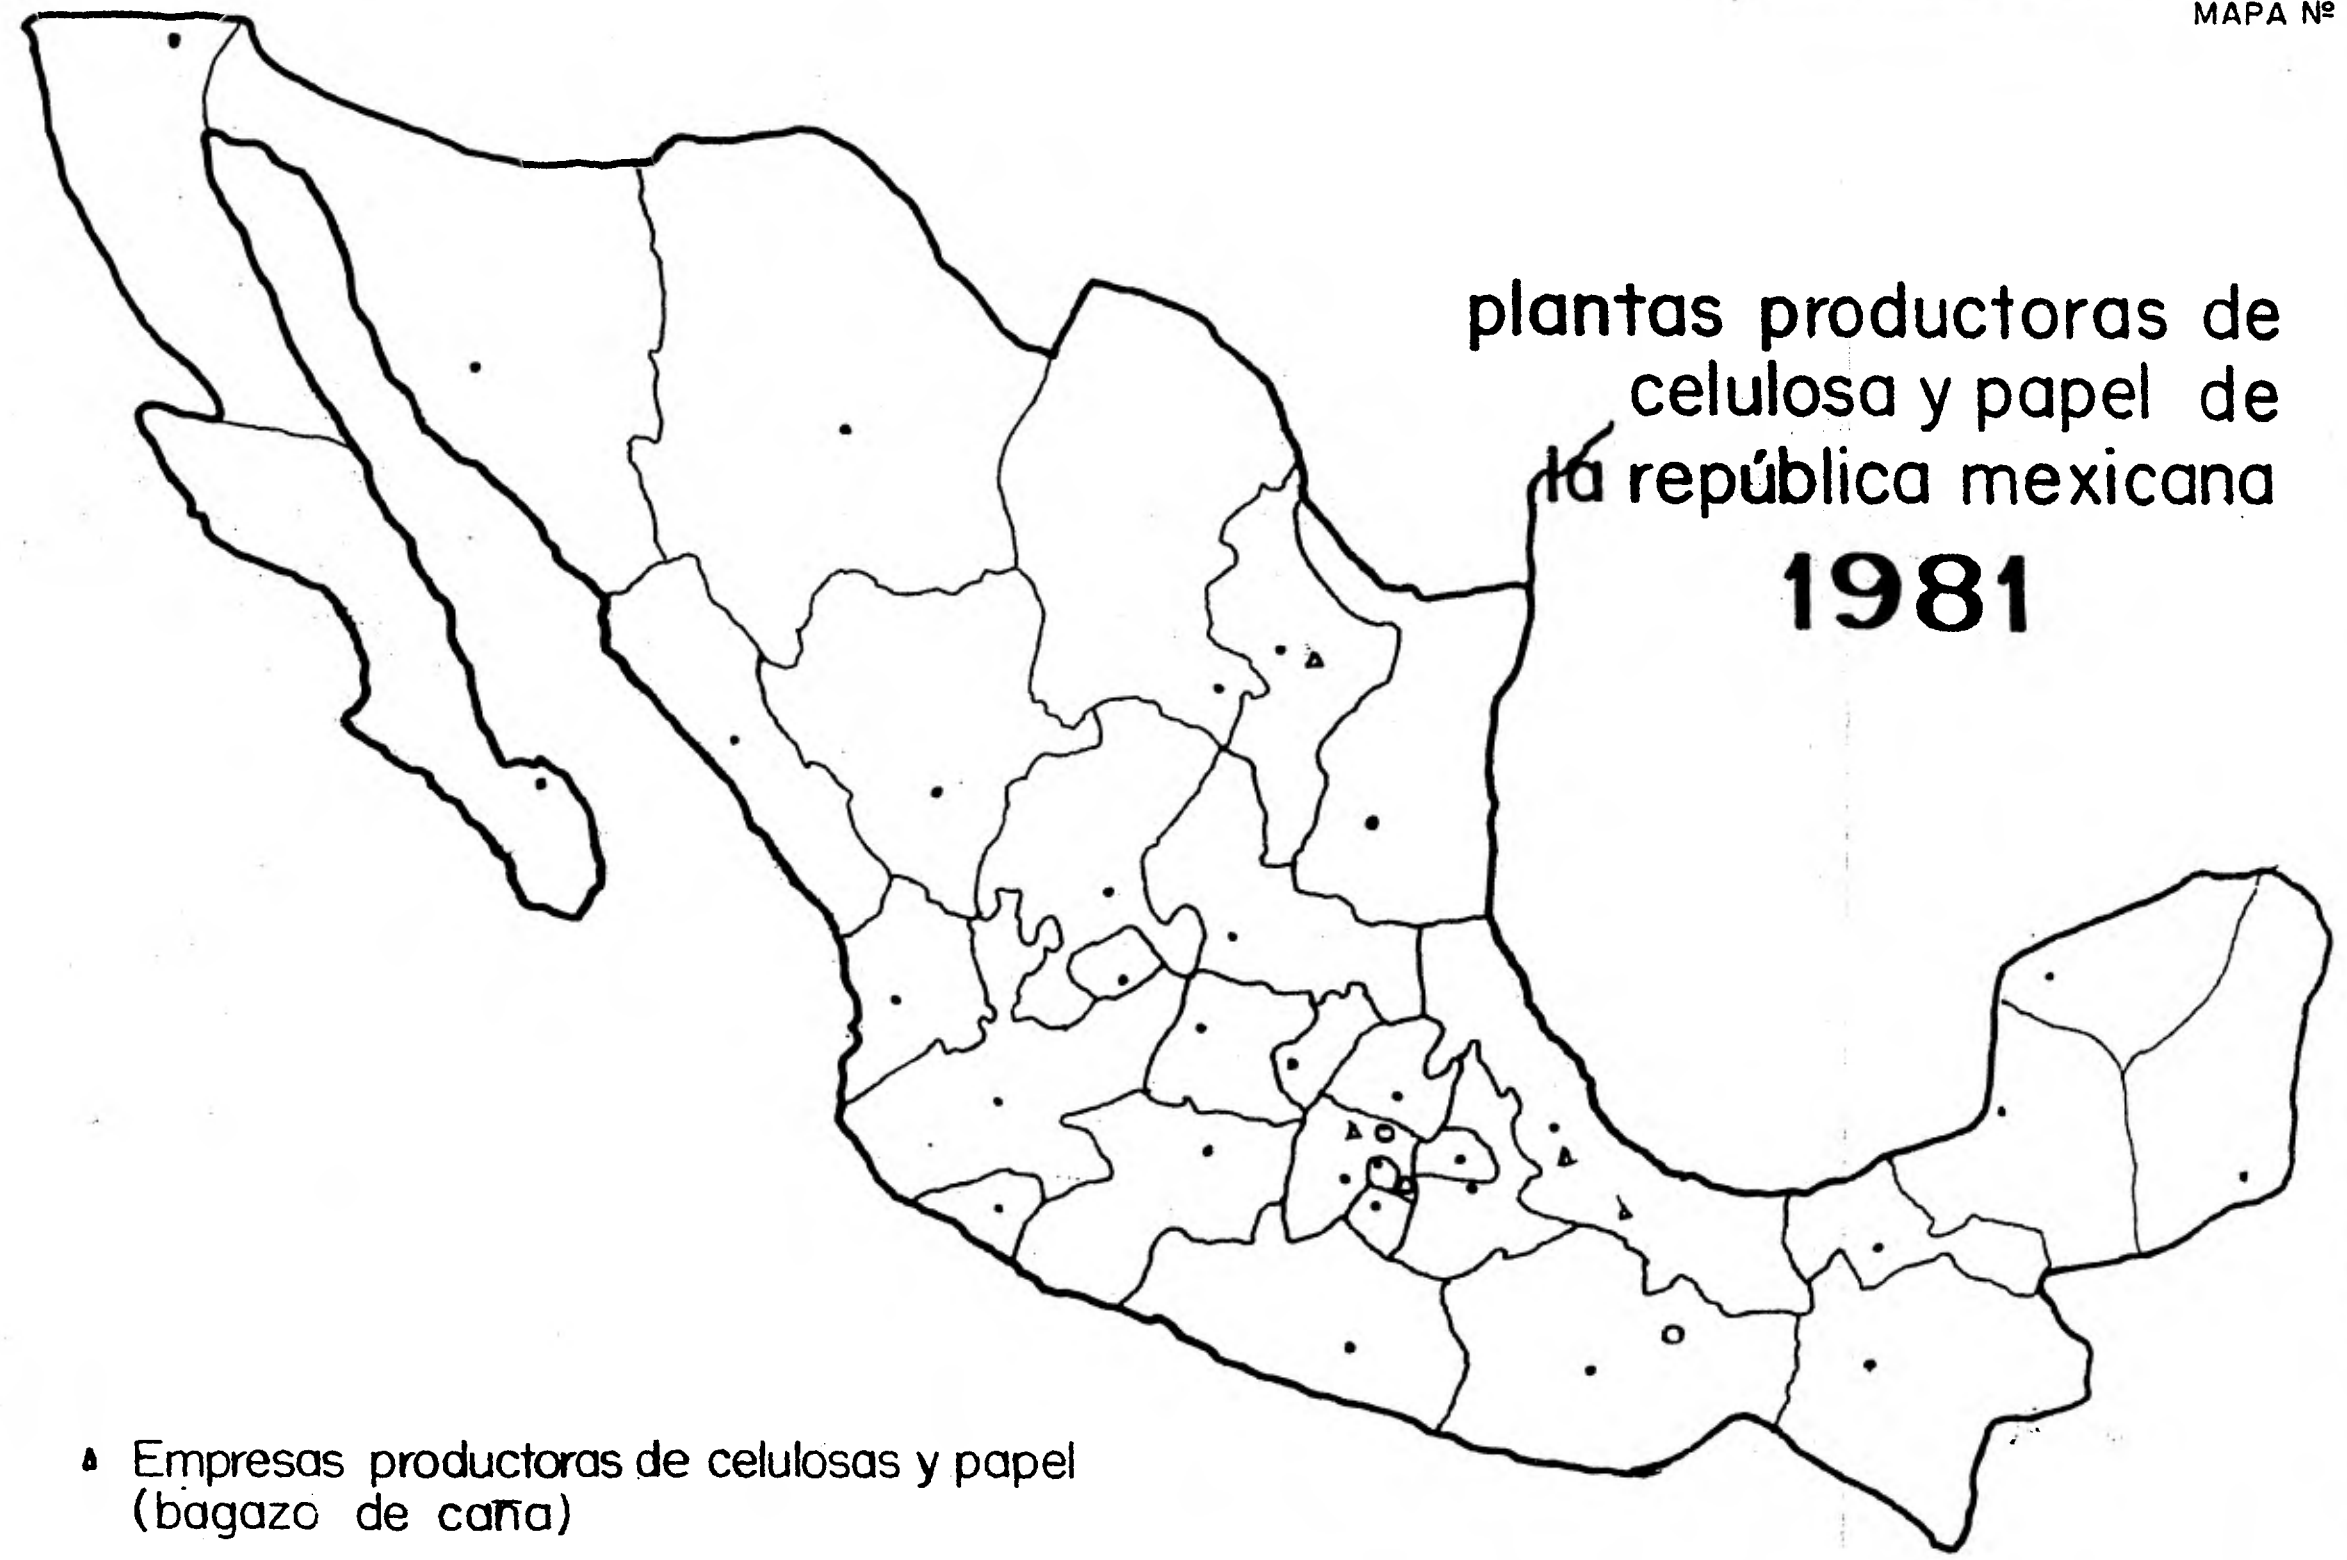 MAPA Nº
plantas productoras de
celulosa y papel de
la república mexicana
1981
Empresas productoras de celulosas y papel
(bagazo de caña)